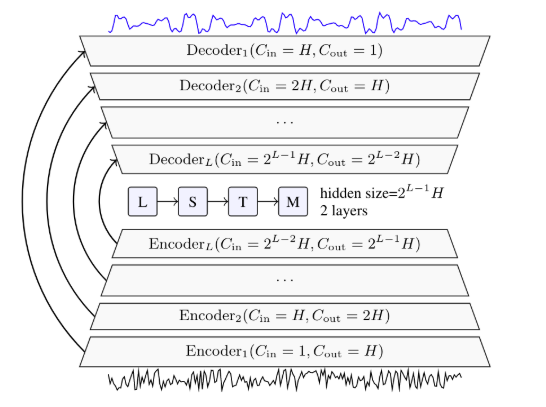 Decoder₁(C_in = H, C_out = 1)
Decoder₂(C_in = 2H, C_out = H)
...
Decoder_L(C_in = 2^{L−1}H, C_out = 2^{L−2}H)
L S T M
hidden size=2^{L−1}H
2 layers
Encoder_L(C_in = 2^{L−2}H, C_out = 2^{L−1}H)
...
Encoder₂(C_in = H, C_out = 2H)
Encoder₁(C_in = 1, C_out = H)